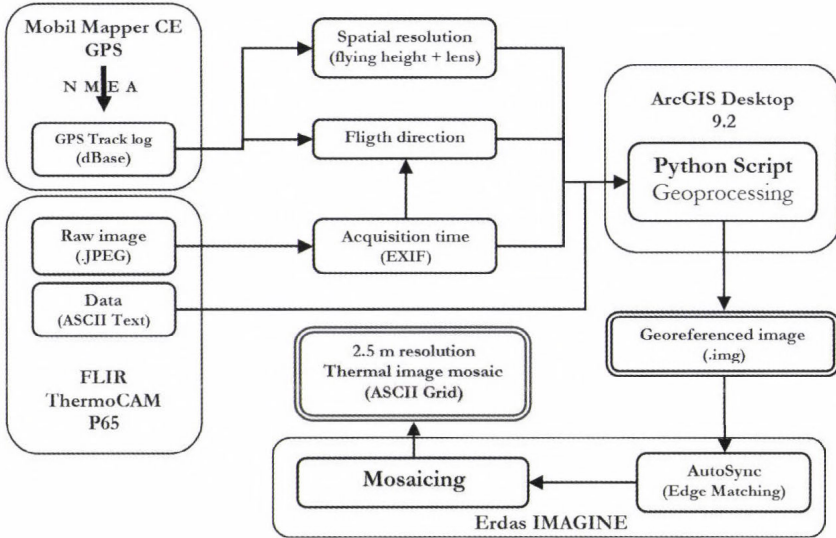 Mobil Mapper CE
GPS
N M E A
GPS Track log
(dBase)
Raw image
(.JPEG)
Data
(ASCII Text)
FLIR
ThermoCAM
P65
Spatial resolution
(flying height + lens)
Fligth direction
Acquisition time
(EXIF)
2.5 m resolution
Thermal image mosaic
(ASCII Grid)
ArcGIS Desktop
9.2
Python Script
Geoprocessing
Georeferenced image
(.img)
AutoSync
(Edge Matching)
Mosaicing
Erdas IMAGINE